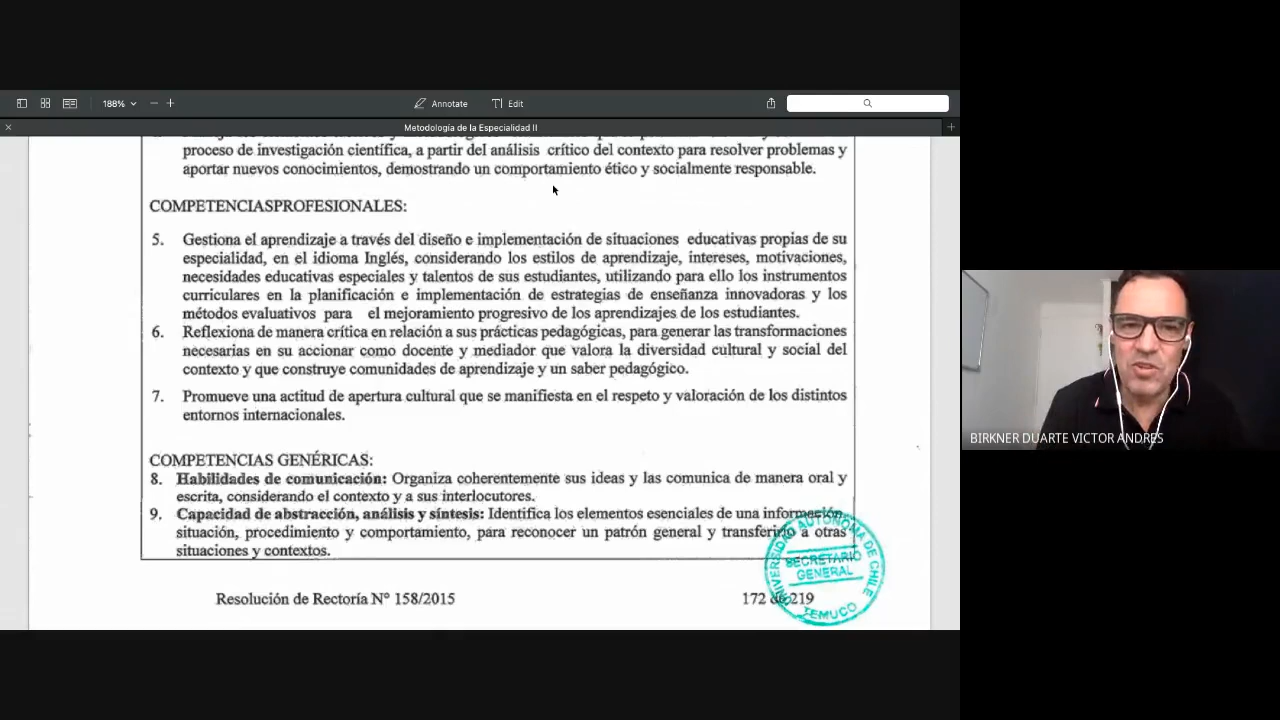 188%
Annotate
Edit
Metodología de la Especialidad II
proceso de investigación científica, a partir del análisis crítico del contexto para resolver problemas y
aportar nuevos conocimientos, demostrando un comportamiento ético y socialmente responsable.
COMPETENCIASPROFESIONALES:
5. Gestiona el aprendizaje a través del diseño e implementación de situaciones educativas propias de su
especialidad, en el idioma Inglés, considerando los estilos de aprendizaje, intereses, motivaciones,
necesidades educativas especiales y talentos de sus estudiantes, utilizando para ello los instrumentos
curriculares en la planificación e implementación de estrategias de enseñanza innovadoras y los
métodos evaluativos para el mejoramiento progresivo de los aprendizajes de los estudiantes.
6. Reflexiona de manera crítica en relación a sus prácticas pedagógicas, para generar las transformaciones
necesarias en su accionar como docente y mediador que valora la diversidad cultural y social del
contexto y que construye comunidades de aprendizaje y un saber pedagógico.
7. Promueve una actitud de apertura cultural que se manifiesta en el respeto y valoración de los distintos
entornos internacionales.
COMPETENCIAS GENÉRICAS:
8. Habilidades de comunicación: Organiza coherentemente sus ideas y las comunica de manera oral y
escrita, considerando el contexto y a sus interlocutores.
9. Capacidad de abstracción, análisis y síntesis: Identifica los elementos esenciales de una información,
situación, procedimiento y comportamiento, para reconocer un patrón general y transferirlo a otras
situaciones y contextos.
Resolución de Rectoría N° 158/2015
172 de 219
UNIVERSIDAD AUTONOMA DE CHILE
SECRETARIO
GENERAL
TEMUCO
BIRKNER DUARTE VICTOR ANDRES